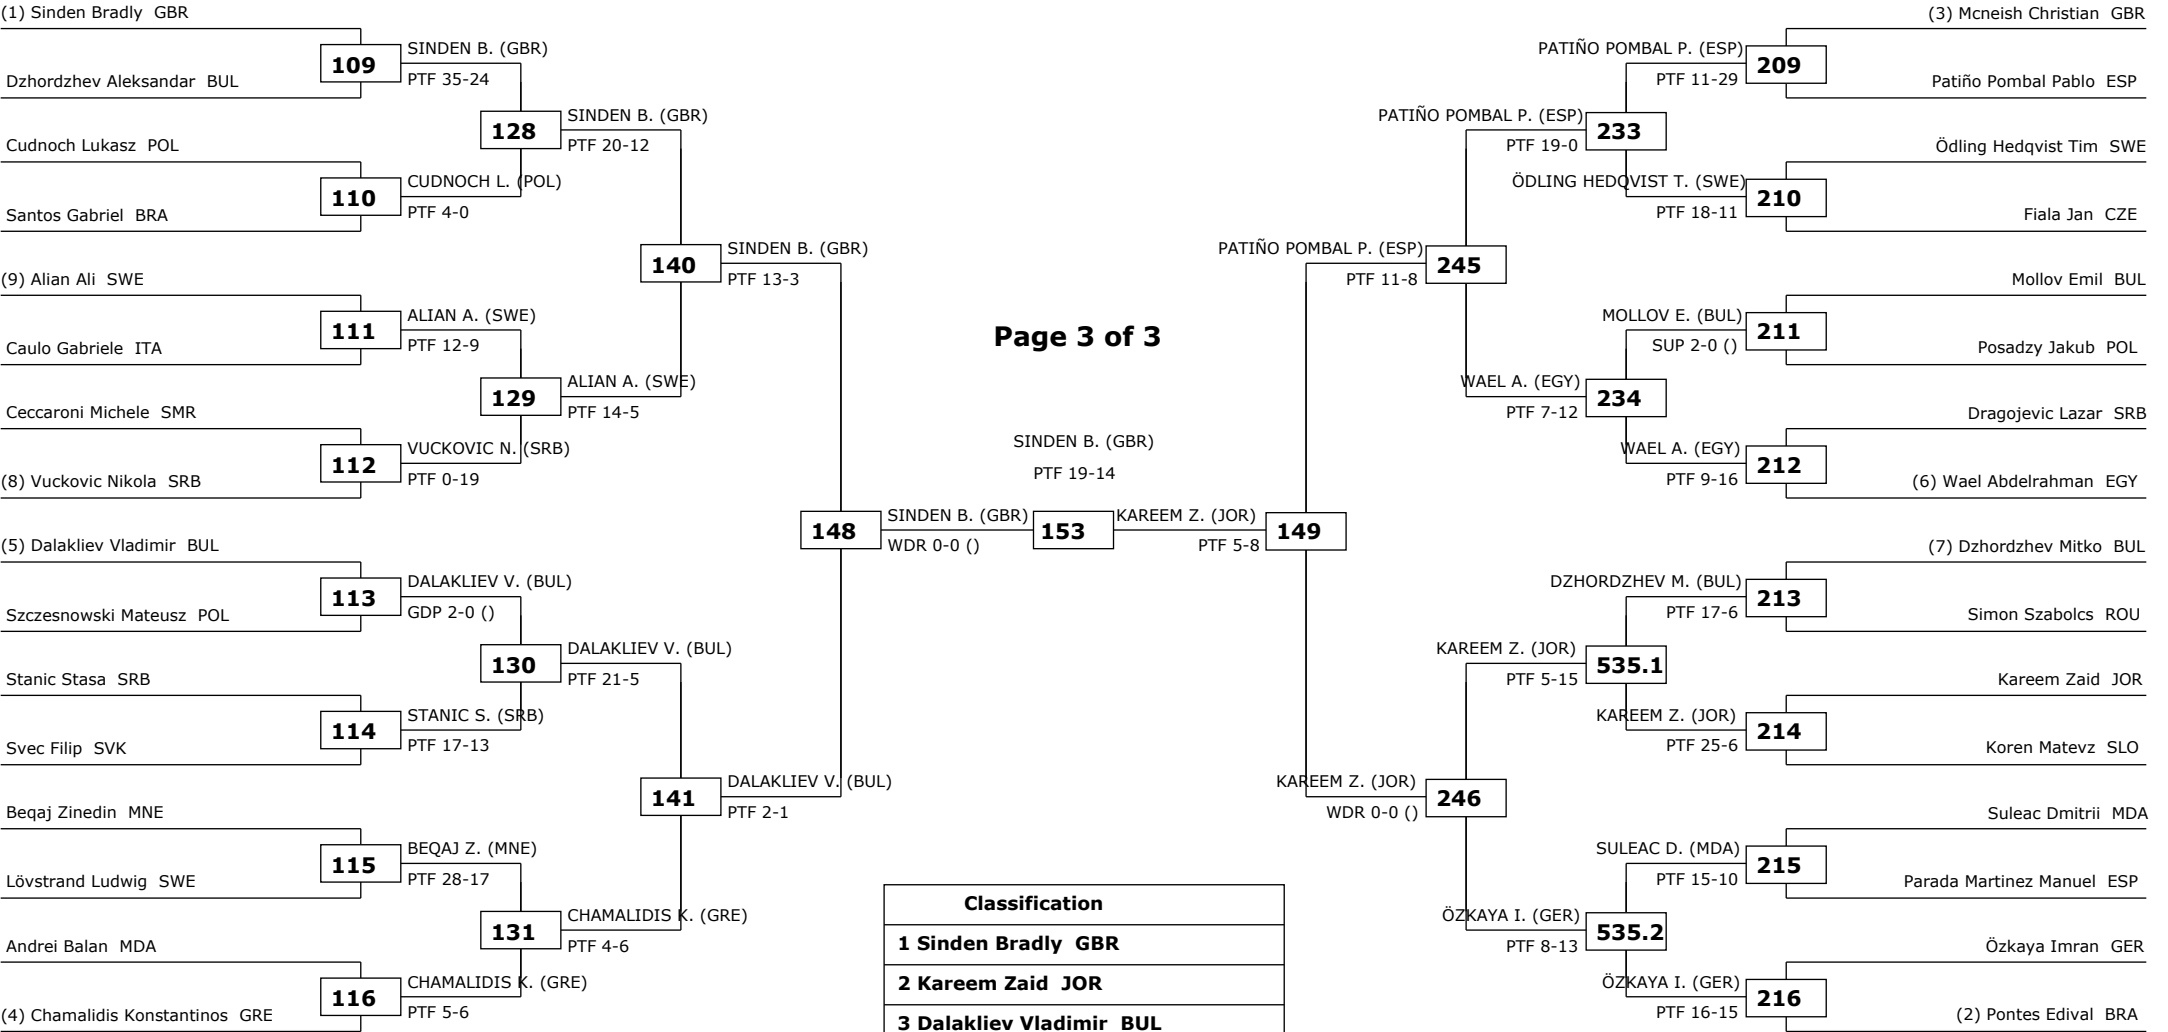 (1) Sinden Bradly GBR
109
SINDEN B. (GBR)
PTF 35-24
Dzhordzhev Aleksandar BUL
128
SINDEN B. (GBR)
PTF 20-12
Cudnoch Lukasz POL
110
CUDNOCH L. (POL)
PTF 4-0
Santos Gabriel BRA
140
SINDEN B. (GBR)
PTF 13-3
(9) Alian Ali SWE
111
ALIAN A. (SWE)
PTF 12-9
Caulo Gabriele ITA
129
ALIAN A. (SWE)
PTF 14-5
Ceccaroni Michele SMR
112
VUCKOVIC N. (SRB)
PTF 0-19
(8) Vuckovic Nikola SRB
148
SINDEN B. (GBR)
WDR 0-0 ()
(5) Dalakliev Vladimir BUL
113
DALAKLIEV V. (BUL)
GDP 2-0 ()
Szczesnowski Mateusz POL
130
DALAKLIEV V. (BUL)
PTF 21-5
Stanic Stasa SRB
114
STANIC S. (SRB)
PTF 17-13
Svec Filip SVK
141
DALAKLIEV V. (BUL)
PTF 2-1
Beqaj Zinedin MNE
115
BEQAJ Z. (MNE)
PTF 28-17
Lövstrand Ludwig SWE
131
CHAMALIDIS K. (GRE)
PTF 4-6
Andrei Balan MDA
116
CHAMALIDIS K. (GRE)
PTF 5-6
(4) Chamalidis Konstantinos GRE
Page 3 of 3
SINDEN B. (GBR)
PTF 19-14
153
KAREEM Z. (JOR)
PTF 5-8
149
Classification
1 Sinden Bradly GBR
2 Kareem Zaid JOR
3 Dalakliev Vladimir BUL
(3) Mcneish Christian GBR
PATIÑO POMBAL P. (ESP)
PTF 11-29
209
Patiño Pombal Pablo ESP
PATIÑO POMBAL P. (ESP)
PTF 19-0
233
Ödling Hedqvist Tim SWE
ÖDLING HEDQVIST T. (SWE)
PTF 18-11
210
Fiala Jan CZE
PATIÑO POMBAL P. (ESP)
PTF 11-8
245
Mollov Emil BUL
MOLLOV E. (BUL)
SUP 2-0 ()
211
Posadzy Jakub POL
WAEL A. (EGY)
PTF 7-12
234
Dragojevic Lazar SRB
WAEL A. (EGY)
PTF 9-16
212
(6) Wael Abdelrahman EGY
(7) Dzhordzhev Mitko BUL
DZHORDZHEV M. (BUL)
PTF 17-6
213
Simon Szabolcs ROU
KAREEM Z. (JOR)
PTF 5-15
535.1
Kareem Zaid JOR
KAREEM Z. (JOR)
PTF 25-6
214
Koren Matevz SLO
KAREEM Z. (JOR)
WDR 0-0 ()
246
Suleac Dmitrii MDA
SULEAC D. (MDA)
PTF 15-10
215
Parada Martinez Manuel ESP
ÖZKAYA I. (GER)
PTF 8-13
535.2
Özkaya Imran GER
ÖZKAYA I. (GER)
PTF 16-15
216
(2) Pontes Edival BRA